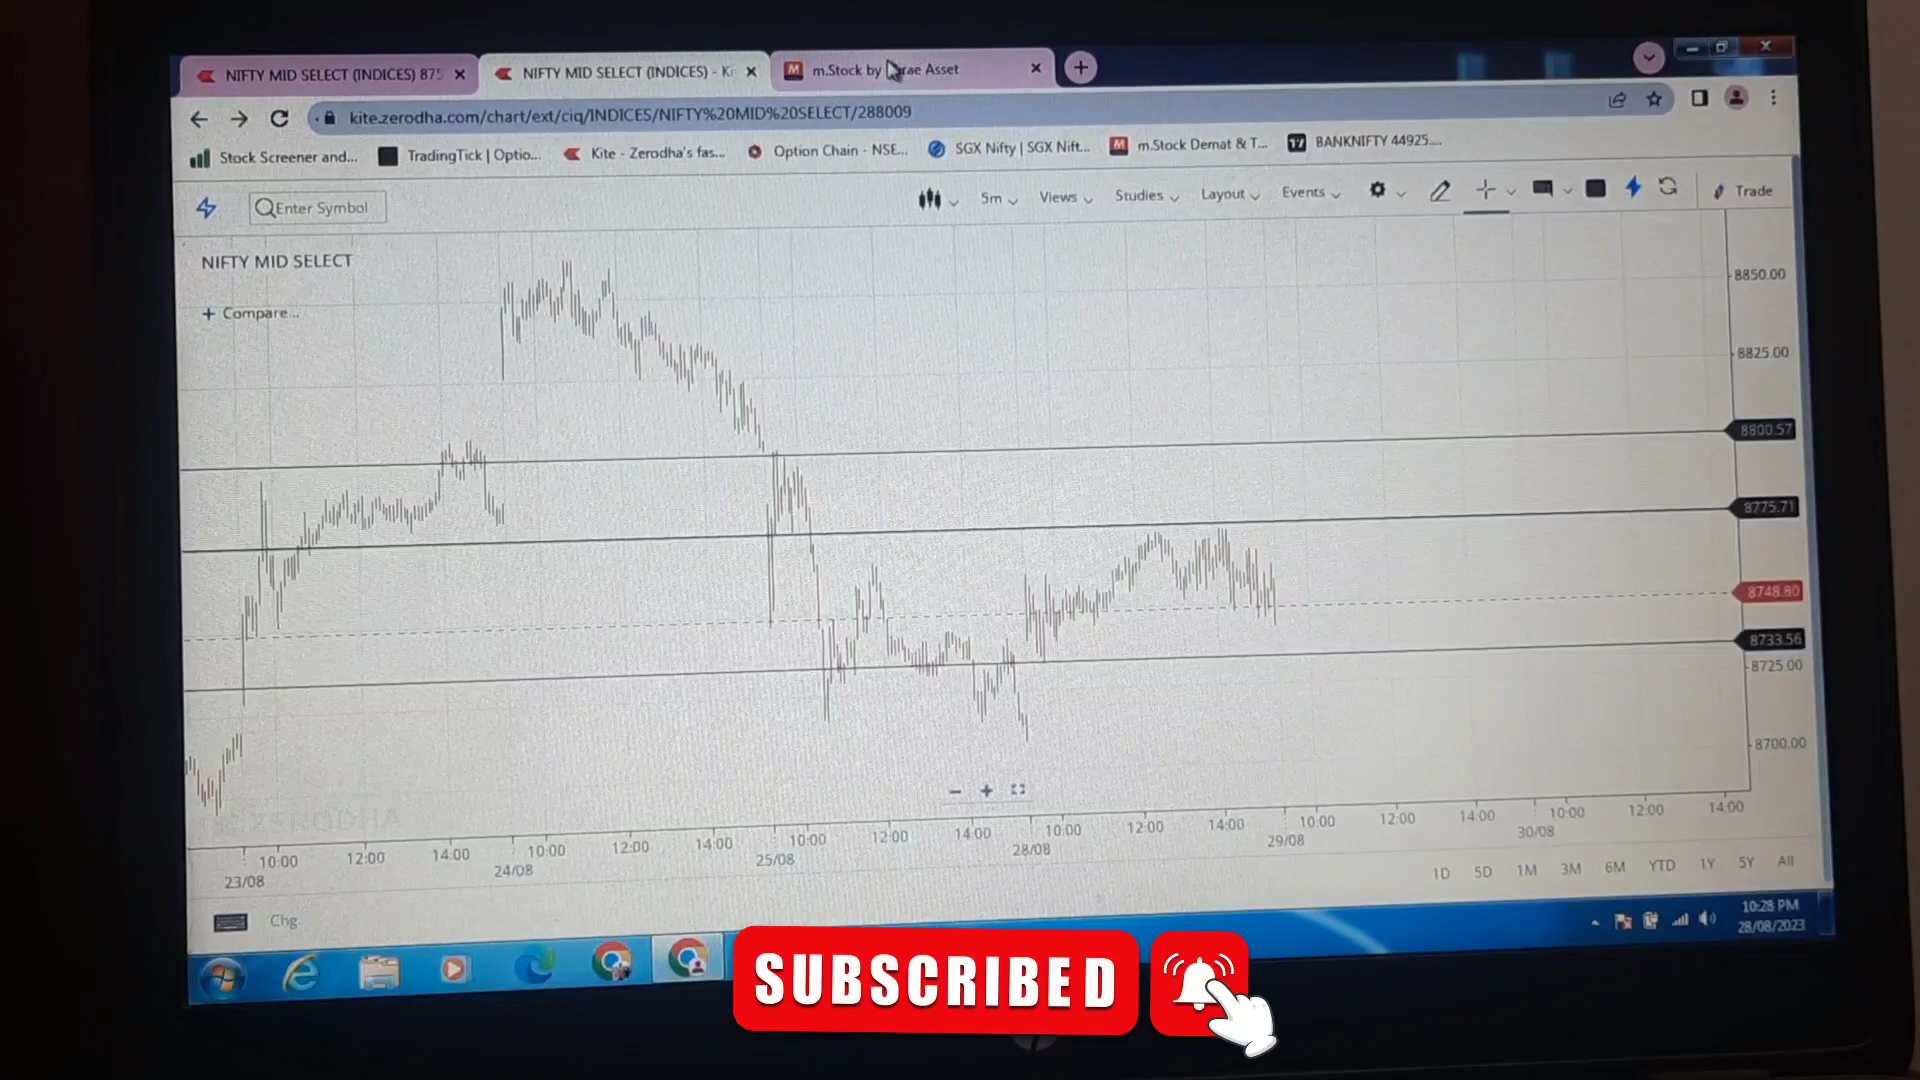 NIFTY MID SELECT (INDICES) 875
NIFTY MID SELECT (INDICES) - Ki
m.Stock by rae Asset
kite.zerodha.com/chart/ext/ciq/INDICES/NIFTY%20MID%20SELECT/288009
Stock Screener and...
TradingTick | Optio...
Kite - Zerodha's fas...
Option Chain - NSE...
SGX Nifty | SGX Nift...
m.Stock Demat & T...
BANKNIFTY 44925....
Enter Symbol
5m
Views
Studies
Layout
Events
Trade
NIFTY MID SELECT
+ Compare...
8850.00
8825.00
8800.57
8775.71
8748.80
8733.56
8725.00
8700.00
ZERODHA
10:00 12:00 14:00 10:00 12:00 14:00 10:00 12:00 14:00 10:00 12:00 14:00 10:00 12:00 14:00 10:00 12:00 14:00
23/08 24/08 25/08 28/08 29/08 30/08
1D 5D 1M 3M 6M YTD 1Y 5Y All
Chg.
10:28 PM
28/08/2023
SUBSCRIBED